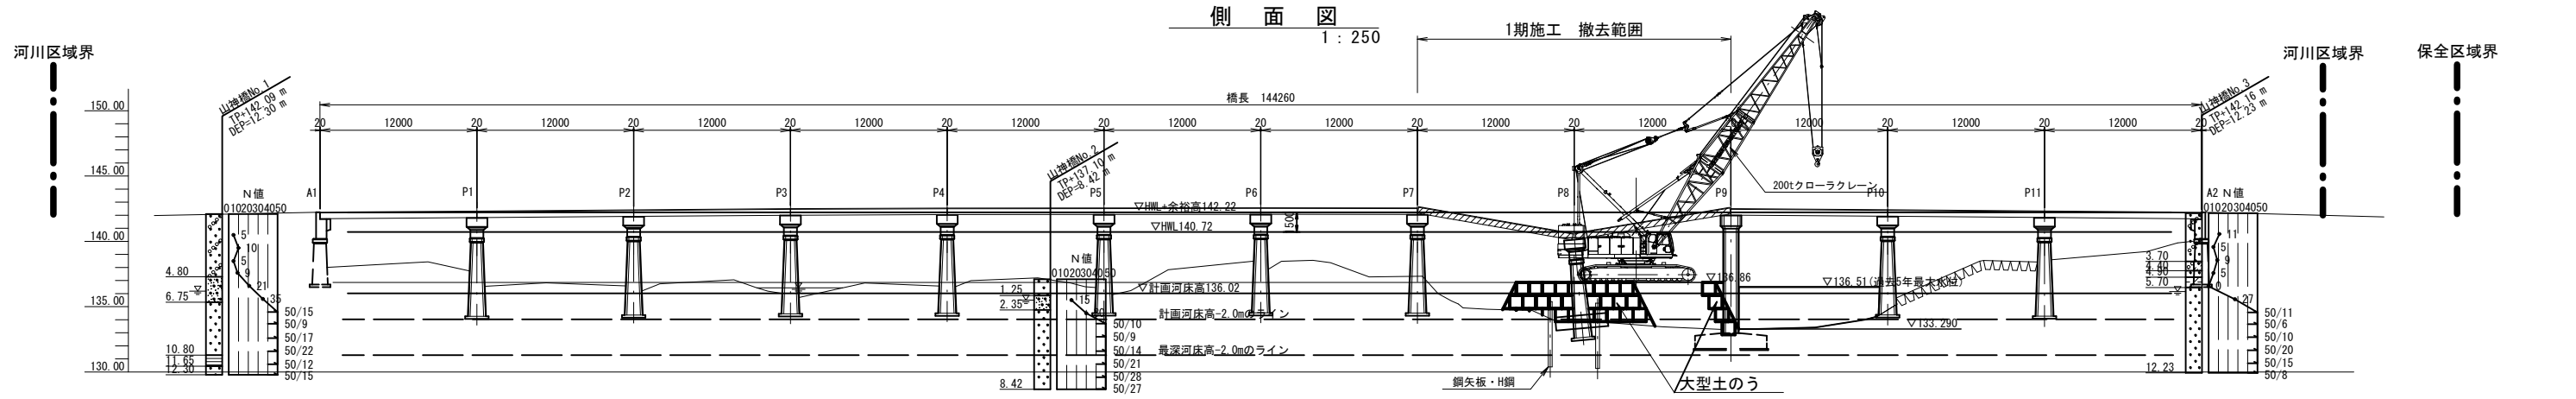 側 面 図
1 : 250
河川区域界
1期施工 撤去範囲
河川区域界
保全区域界
山神橋No.1
TP+142.09 m
DEP=12.30 m
山神橋No.2
TP+137.10 m
DEP=8.42 m
山神橋No.3
TP+142.16 m
DEP=12.23 m
橋長 144260
20 12000 20 12000 20 12000 20 12000 20 12000 20 12000 20 12000 20 12000 20 12000 20 12000 20 12000 20 12000 20
150.00
145.00
140.00
135.00
130.00
A1 P1 P2 P3 P4 P5 P6 P7 P8 P9 P10 P11 A2
N値
01020304050
5
10
5
9
21
35
50/15
50/9
50/17
50/22
50/12
50/15
4.80
6.75
10.80
11.65
12.30
N値
01020304050
15
50/10
50/9
50/14
50/21
50/28
50/27
1.25
2.35
8.42
N値
01020304050
11
5
9
5
0
27
50/11
50/6
50/10
50/20
50/15
50/8
3.70
4.40
4.90
5.70
12.23
▽HWL+余裕高142.22
▽HWL140.72
1500
▽計画河床高136.02
計画河床高-2.0mのライン
最深河床高-2.0mのライン
200tクローラクレーン
▽136.86
▽136.51(過去5年最大水位)
▽133.290
鋼矢板・H鋼
大型土のう